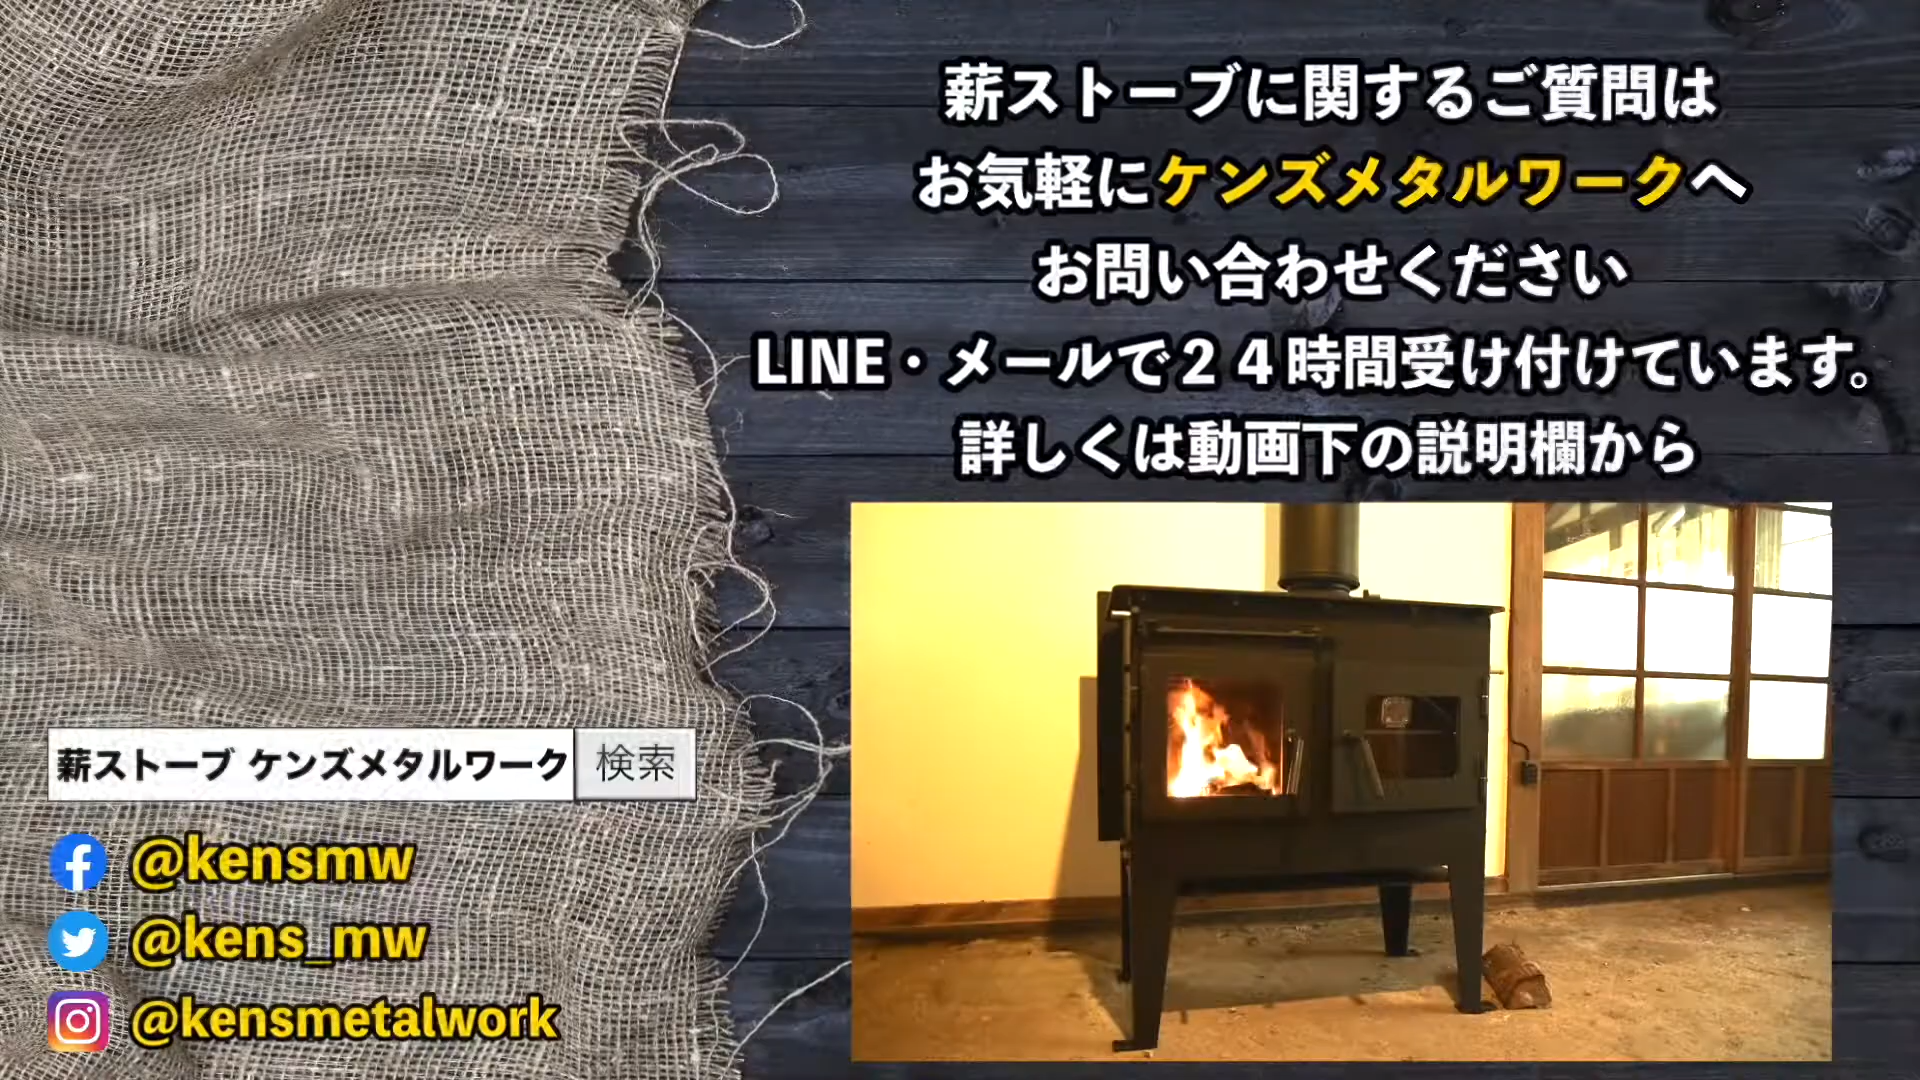 薪ストーブに関するご質問は
お気軽にケンズメタルワークへ
お問い合わせください
LINE・メールで２４時間受け付けています。
詳しくは動画下の説明欄から
薪ストーブ ケンズメタルワーク 検索
@kensmw
@kens_mw
@kensmetalwork